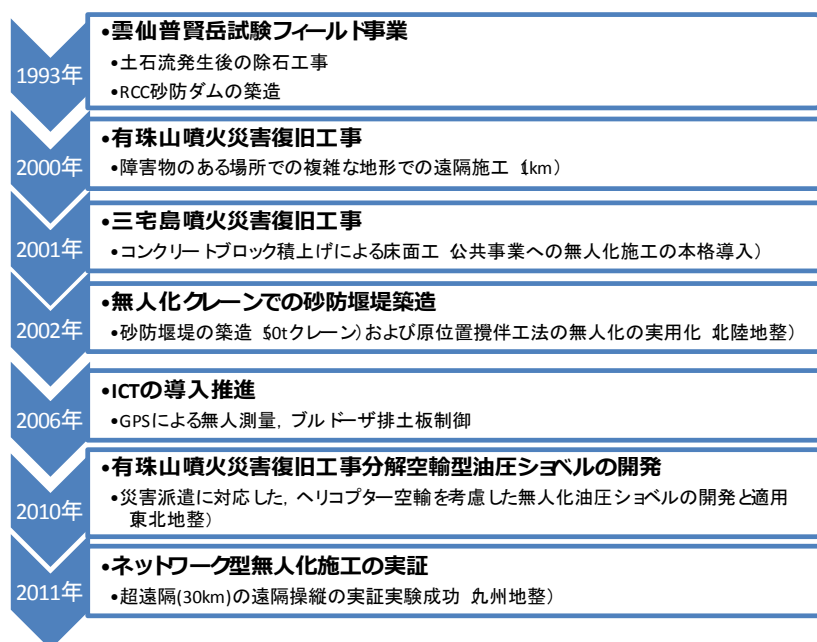 1993年
•雲仙普賢岳試験フィールド事業
•土石流発生後の除石工事
•RCC砂防ダムの築造
2000年
•有珠山噴火災害復旧工事
•障害物のある場所での複雑な地形での遠隔施工 (1km)
2001年
•三宅島噴火災害復旧工事
•コンクリートブロック積上げによる床面工 (公共事業への無人化施工の本格導入)
2002年
•無人化クレーンでの砂防堰堤築造
•砂防堰堤の築造 (50tクレーン)および原位置攪伴工法の無人化の実用化 (北陸地整)
2006年
•ICTの導入推進
•GPSによる無人測量, ブルドーザ排土板制御
2010年
•有珠山噴火災害復旧工事分解空輸型油圧ショベルの開発
•災害派遣に対応した, ヘリコプター空輸を考慮した無人化油圧ショベルの開発と適用
(東北地整)
2011年
•ネットワーク型無人化施工の実証
•超遠隔(30km)の遠隔操縦の実証実験成功 (九州地整)